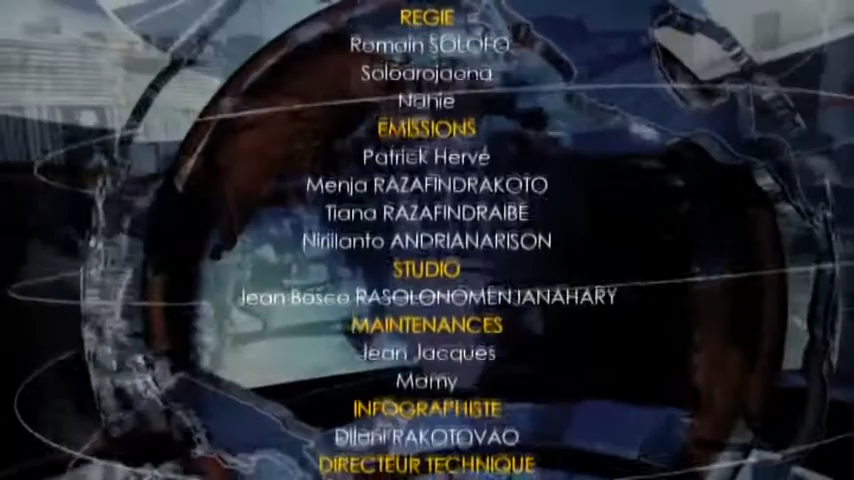 REGIE
Romain SOLOFO
Soloarojaona
Nanie
EMISSIONS
Patrick Hervé
Menja RAZAFINDRAKOTO
Tiana RAZAFINDRAIBE
Nirilanto ANDRIANARISON
STUDIO
Jean Bosco RASOLONOMENJANAHARY
MAINTENANCES
Jean Jacques
Mamy
INFOGRAPHISTE
Dilani RAKOTOVAO
DIRECTEUR TECHNIQUE